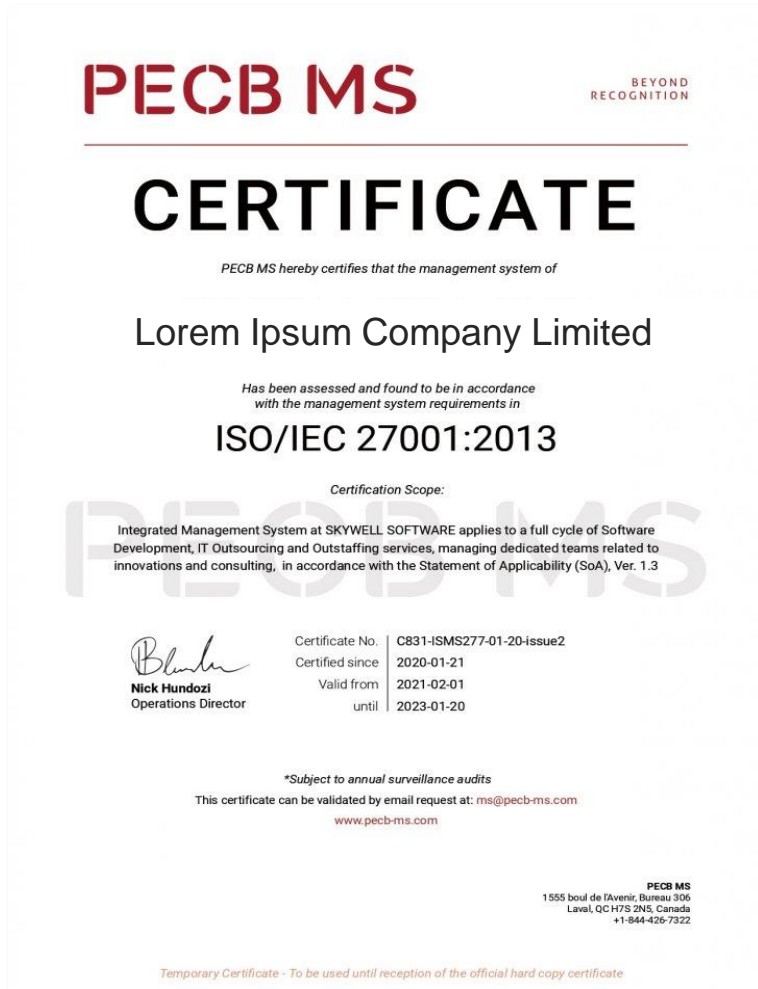 PECB MS
BEYOND
RECOGNITION
CERTIFICATE
PECB MS hereby certifies that the management system of
Lorem Ipsum Company Limited
Has been assessed and found to be in accordance
with the management system requirements in
ISO/IEC 27001:2013
Certification Scope:
PECB MS
Integrated Management System at SKYWELL SOFTWARE applies to a full cycle of Software
Development, IT Outsourcing and Outstaffing services, managing dedicated teams related to
innovations and consulting, in accordance with the Statement of Applicability (SoA), Ver. 1.3
Nick Hundozi
Operations Director
Certificate No. C831-ISMS277-01-20-issue2
Certified since 2020-01-21
Valid from 2021-02-01
until 2023-01-20
*Subject to annual surveillance audits
This certificate can be validated by email request at: ms@pecb-ms.com
www.pecb-ms.com
PECB MS
1555 boul de l'Avenir, Bureau 306
Laval, QC H7S 2N5, Canada
+1-844-426-7322
Temporary Certificate - To be used until reception of the official hard copy certificate